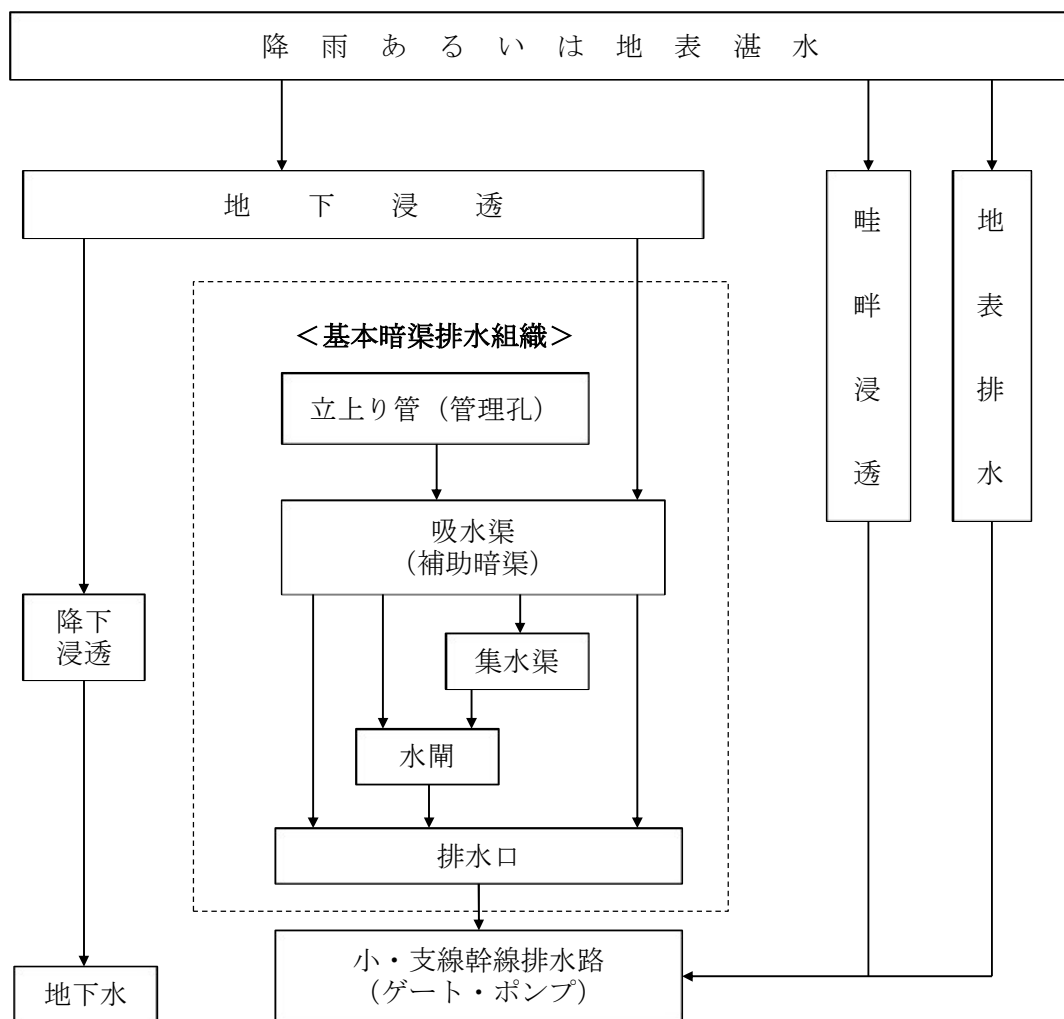 降雨あるいは地表湛水
地下浸透
畦畔浸透
地表排水
＜基本暗渠排水組織＞
立上り管（管理孔）
吸水渠
（補助暗渠）
降下
浸透
集水渠
水閘
排水口
小・支線幹線排水路
（ゲート・ポンプ）
地下水